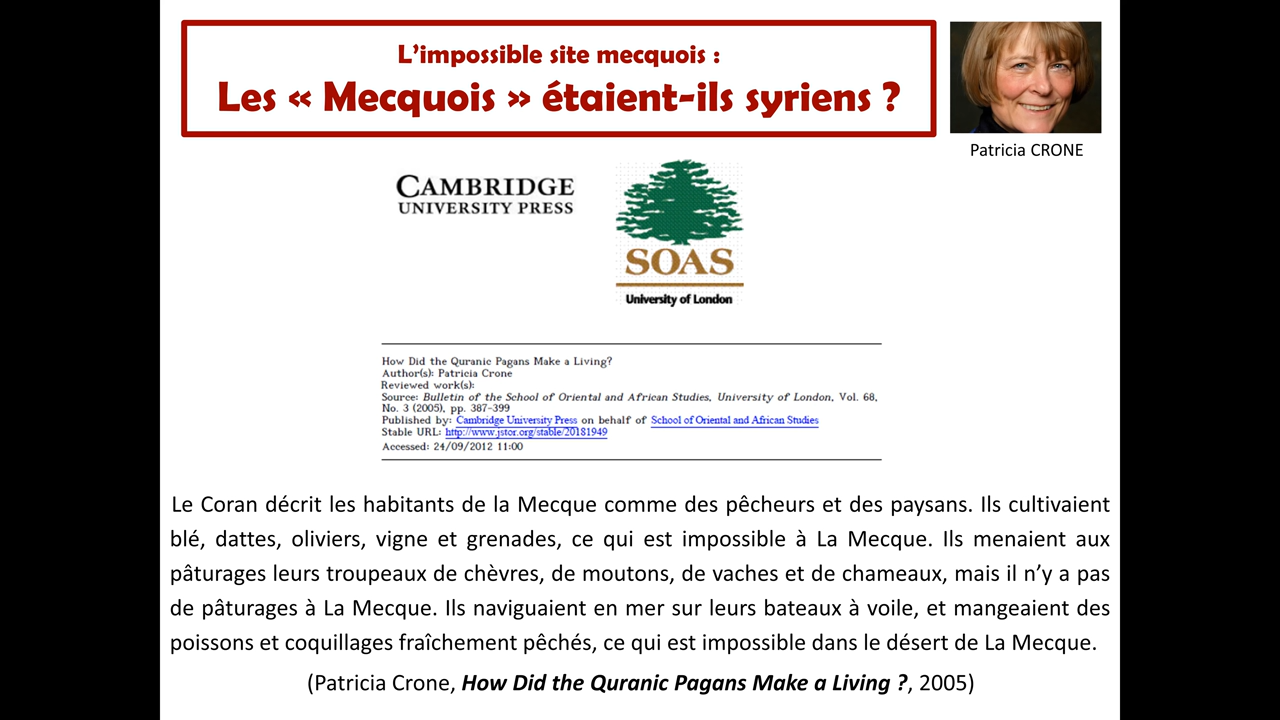 L’impossible site mecquois :
Les « Mecquois » étaient-ils syriens ?
Patricia CRONE
CAMBRIDGE
UNIVERSITY PRESS
SOAS
University of London
How Did the Quranic Pagans Make a Living?
Author(s): Patricia Crone
Reviewed work(s):
Source: Bulletin of the School of Oriental and African Studies, University of London, Vol. 68,
No. 3 (2005), pp. 387-399
Published by: Cambridge University Press on behalf of School of Oriental and African Studies
Stable URL: http://www.jstor.org/stable/20181949
Accessed: 24/09/2012 11:00
Le Coran décrit les habitants de la Mecque comme des pêcheurs et des paysans. Ils cultivaient
blé, dattes, oliviers, vigne et grenades, ce qui est impossible à La Mecque. Ils menaient aux
pâturages leurs troupeaux de chèvres, de moutons, de vaches et de chameaux, mais il n’y a pas
de pâturages à La Mecque. Ils naviguaient en mer sur leurs bateaux à voile, et mangeaient des
poissons et coquillages fraîchement pêchés, ce qui est impossible dans le désert de La Mecque.
(Patricia Crone, How Did the Quranic Pagans Make a Living ?, 2005)